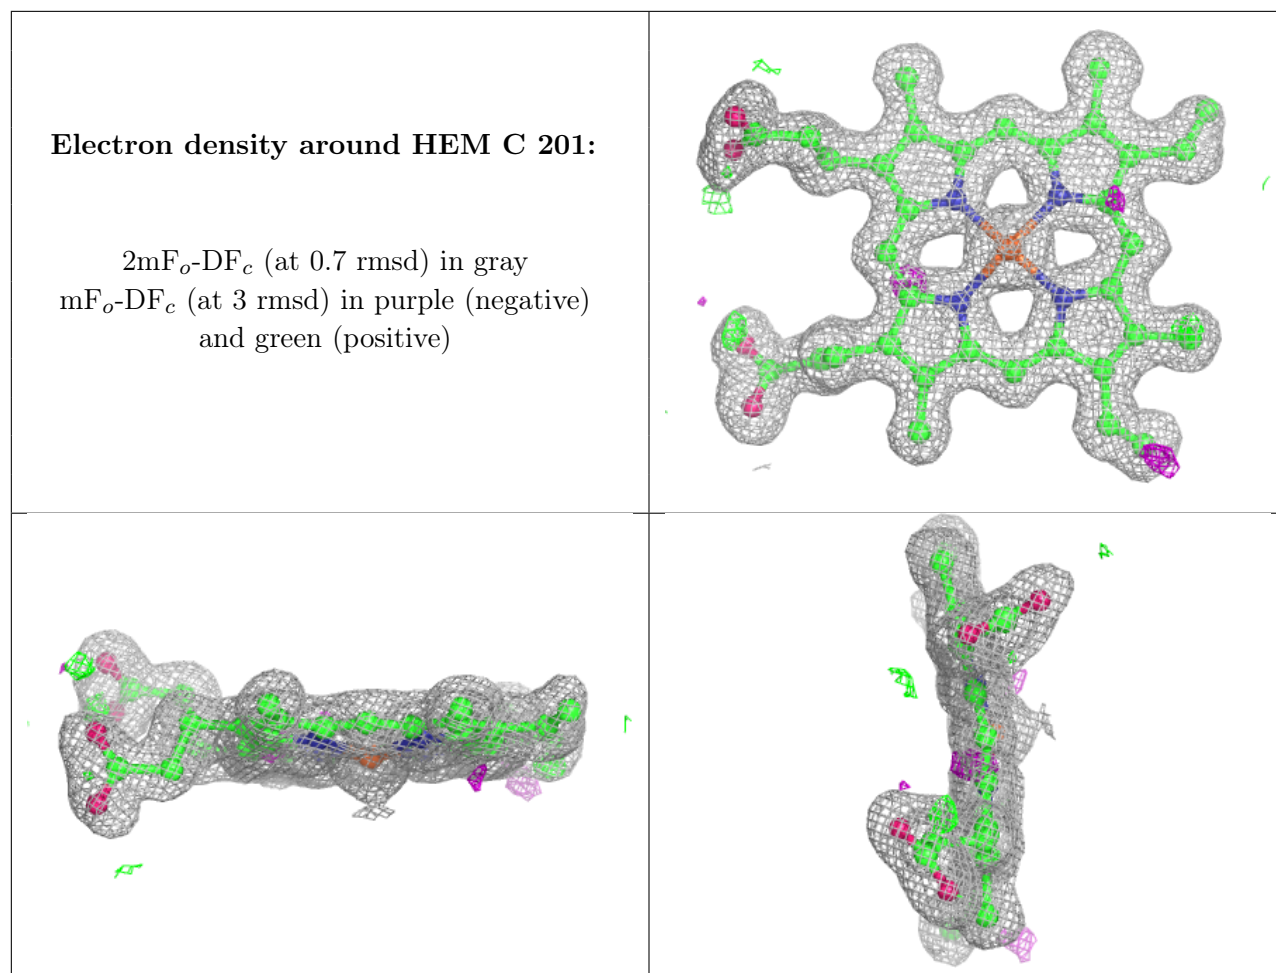 Electron density around HEM C 201:
2mFo-DFc (at 0.7 rmsd) in gray
mFo-DFc (at 3 rmsd) in purple (negative)
and green (positive)